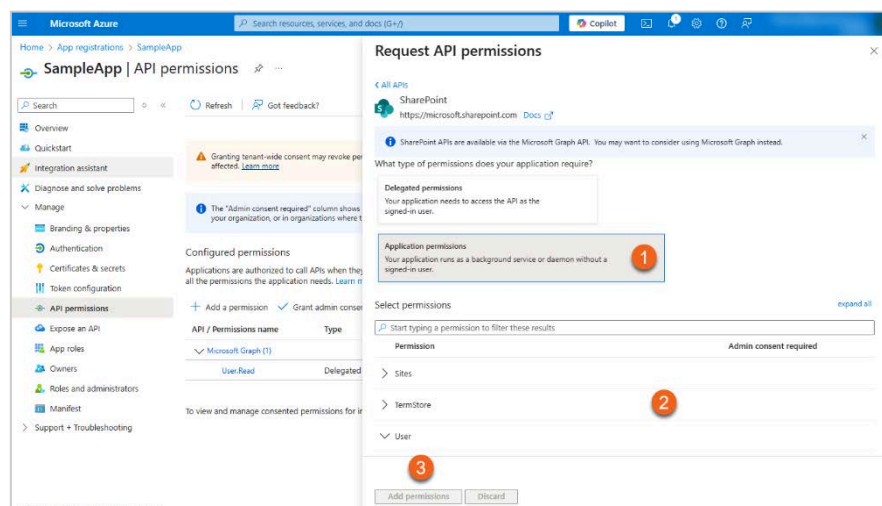 Microsoft Azure
Search resources, services, and docs (G+/)
Copilot
Home > App registrations > SampleApp
SampleApp | API permissions
Search
Refresh
Got feedback?
Overview
Quickstart
Integration assistant
Diagnose and solve problems
Manage
Branding & properties
Authentication
Certificates & secrets
Token configuration
API permissions
Expose an API
App roles
Owners
Roles and administrators
Manifest
Support + Troubleshooting
Granting tenant-wide consent may revoke pe
affected. Learn more
The "Admin consent required" column shows
your organization, or in organizations where t
Configured permissions
Applications are authorized to call APIs when they
all the permissions the application needs. Learn m
Add a permission
Grant admin conser
API / Permissions name
Type
Microsoft Graph (1)
User.Read
Delegated
To view and manage consented permissions for ir
Request API permissions
All APIs
SharePoint
https://microsoft.sharepoint.com Docs
SharePoint APIs are available via the Microsoft Graph API. You may want to consider using Microsoft Graph instead.
What type of permissions does your application require?
Delegated permissions
Your application needs to access the API as the
signed-in user.
Application permissions
Your application runs as a background service or daemon without a
signed-in user.
1
Select permissions
expand all
Start typing a permission to filter these results
Permission
Admin consent required
Sites
TermStore
2
User
3
Add permissions
Discard